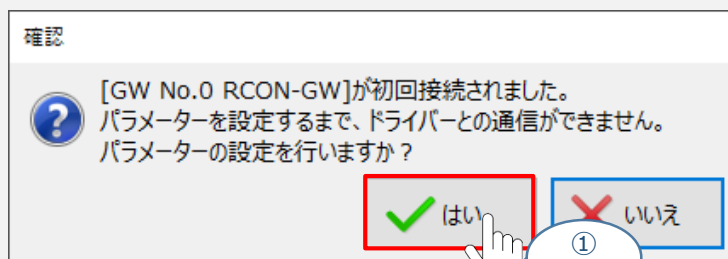 確認
[GW No.0 RCON-GW]が初回接続されました。
パラメーターを設定するまで、ドライバーとの通信ができません。
パラメーターの設定を行いますか？
はい
いいえ
①